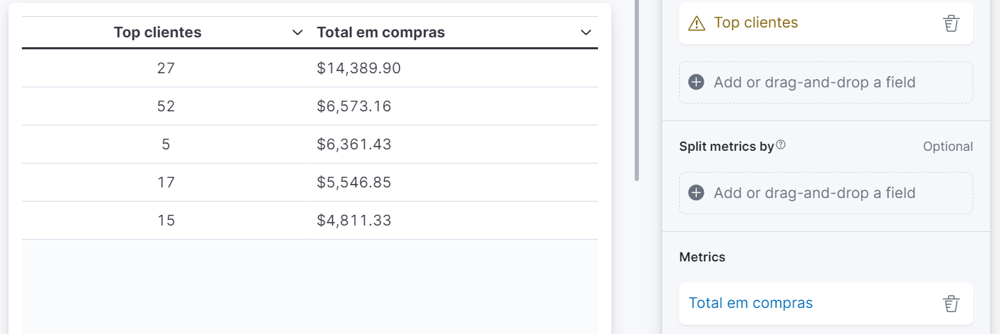 Top clientes Total em compras
27 $14,389.90
52 $6,573.16
5 $6,361.43
17 $5,546.85
15 $4,811.33
Top clientes
Add or drag-and-drop a field
Split metrics by Optional
Add or drag-and-drop a field
Metrics
Total em compras